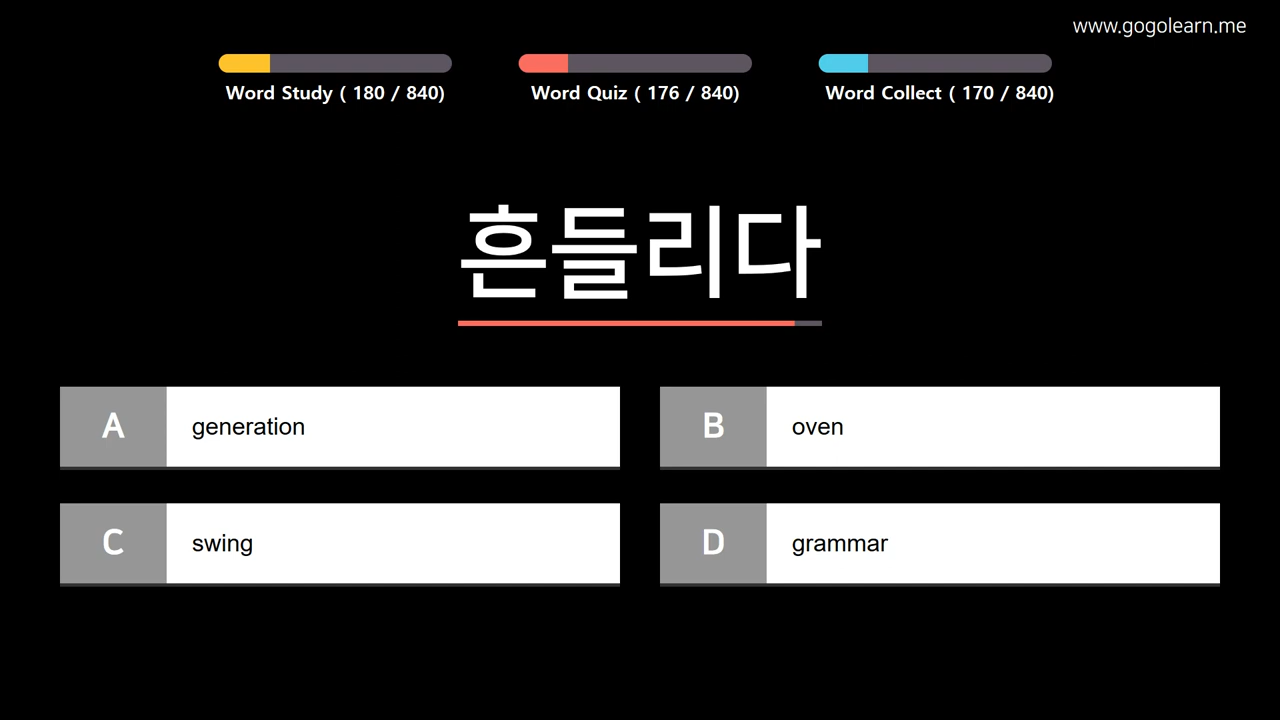 www.gogolearn.me
Word Study ( 180 / 840)
Word Quiz ( 176 / 840)
Word Collect ( 170 / 840)
흔들리다
A generation
B oven
C swing
D grammar